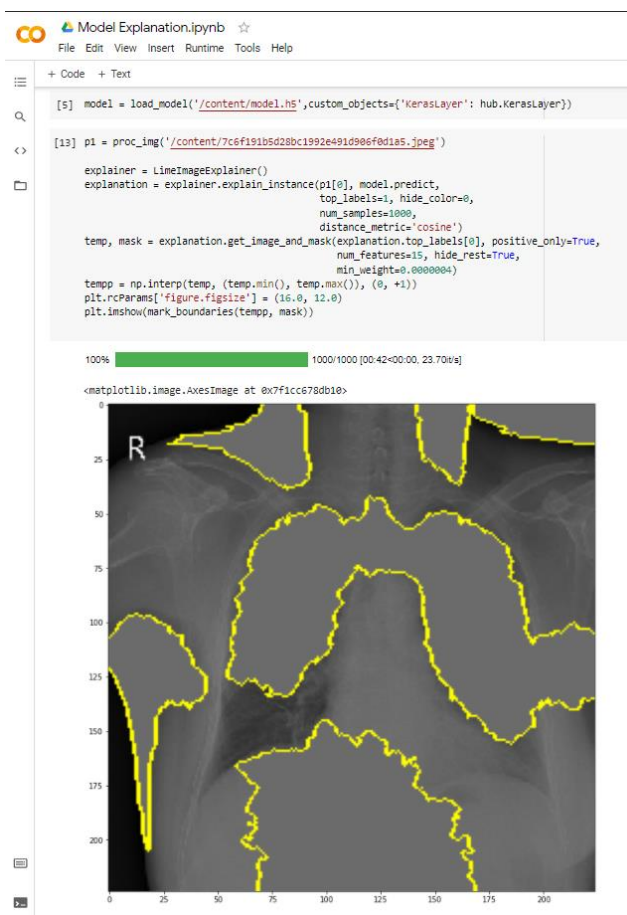 CO Model Explanation.ipynb
File Edit View Insert Runtime Tools Help
+ Code + Text
[5] model = load_model('/content/model.h5',custom_objects={'KerasLayer': hub.KerasLayer})
[13] p1 = proc_img('/content/7c6f191b5d28bc1992e491d906f0d1a5.jpeg')
explainer = LimeImageExplainer()
explanation = explainer.explain_instance(p1[0], model.predict,
top_labels=1, hide_color=0,
num_samples=1000,
distance_metric='cosine')
temp, mask = explanation.get_image_and_mask(explanation.top_labels[0], positive_only=True,
num_features=15, hide_rest=True,
min_weight=0.0000004)
tempp = np.interp(temp, (temp.min(), temp.max()), (0, +1))
plt.rcParams['figure.figsize'] = (16.0, 12.0)
plt.imshow(mark_boundaries(tempp, mask))
100% 1000/1000 [00:42<00:00, 23.70it/s]
<matplotlib.image.AxesImage at 0x7f1cc678db10>
0
R
25
50
75
100
125
150
175
200
0 25 50 75 100 125 150 175 200